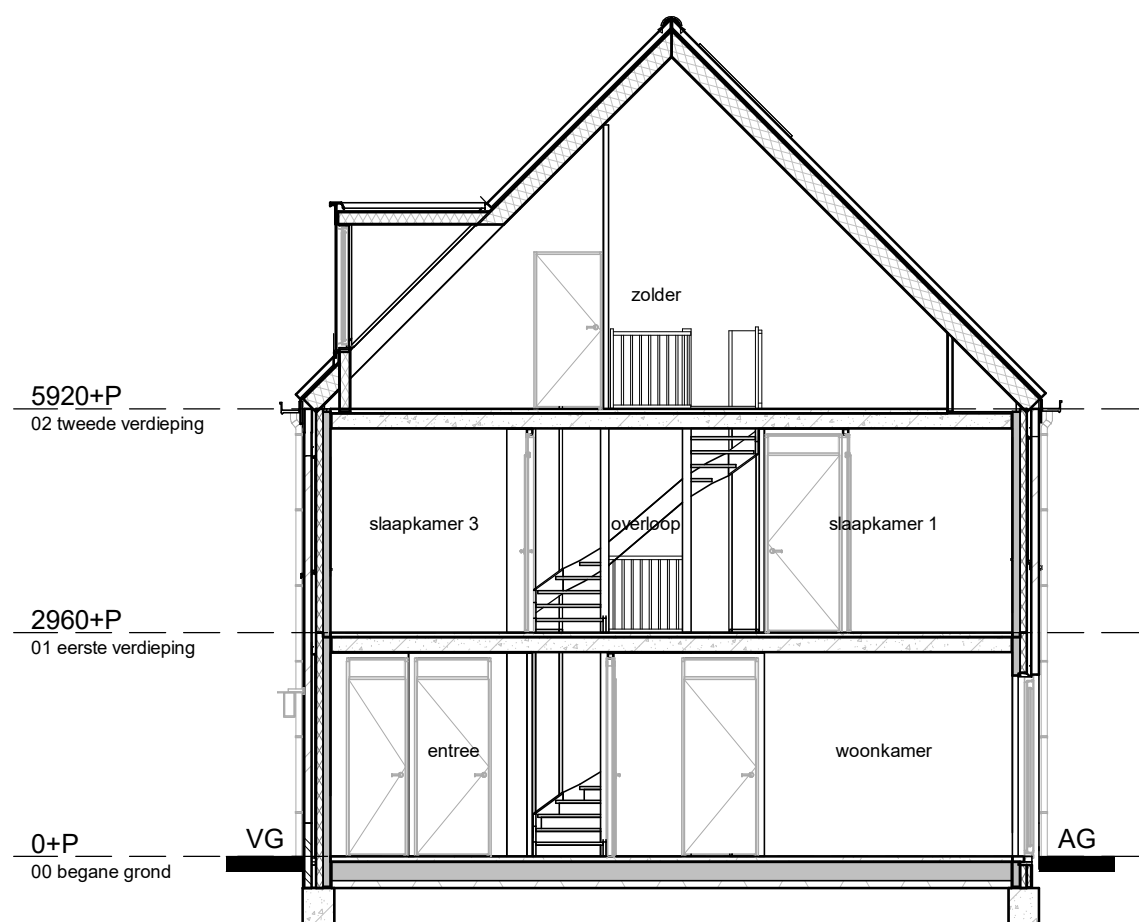 zolder
5920+P
02 tweede verdieping
slaapkamer 3
overloop
slaapkamer 1
2960+P
01 eerste verdieping
entree
woonkamer
0+P
VG
AG
00 begane grond